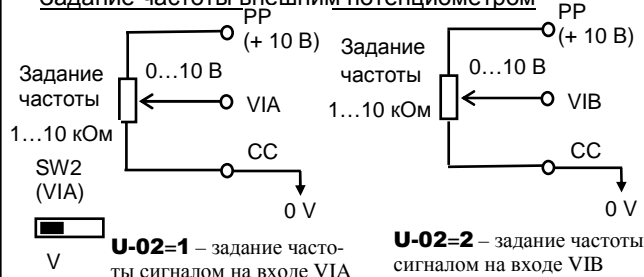 Задание частоты внешним потенциометром
PP
(+ 10 В)
Задание
частоты
0…10 В
VIA
1…10 кОм
CC
0 V
SW2
(VIA)
V
U-02=1 – задание часто-
ты сигналом на входе VIA
PP
(+ 10 В)
Задание
частоты
0…10 В
VIB
1…10 кОм
CC
0 V
U-02=2 – задание частоты
сигналом на входе VIB